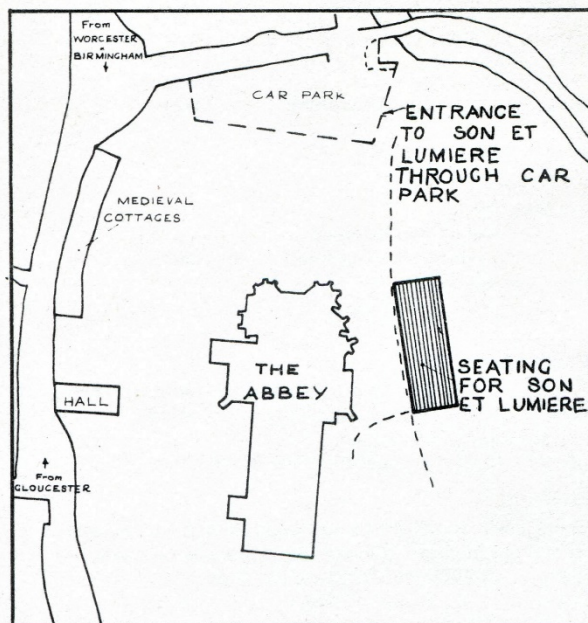 From
WORCESTER
BIRMINGHAM
CAR PARK
ENTRANCE
TO SON ET
LUMIERE
THROUGH CAR
PARK
MEDIEVAL
COTTAGES
THE
ABBEY
SEATING
FOR SON
ET LUMIERE
HALL
From
GLOUCESTER